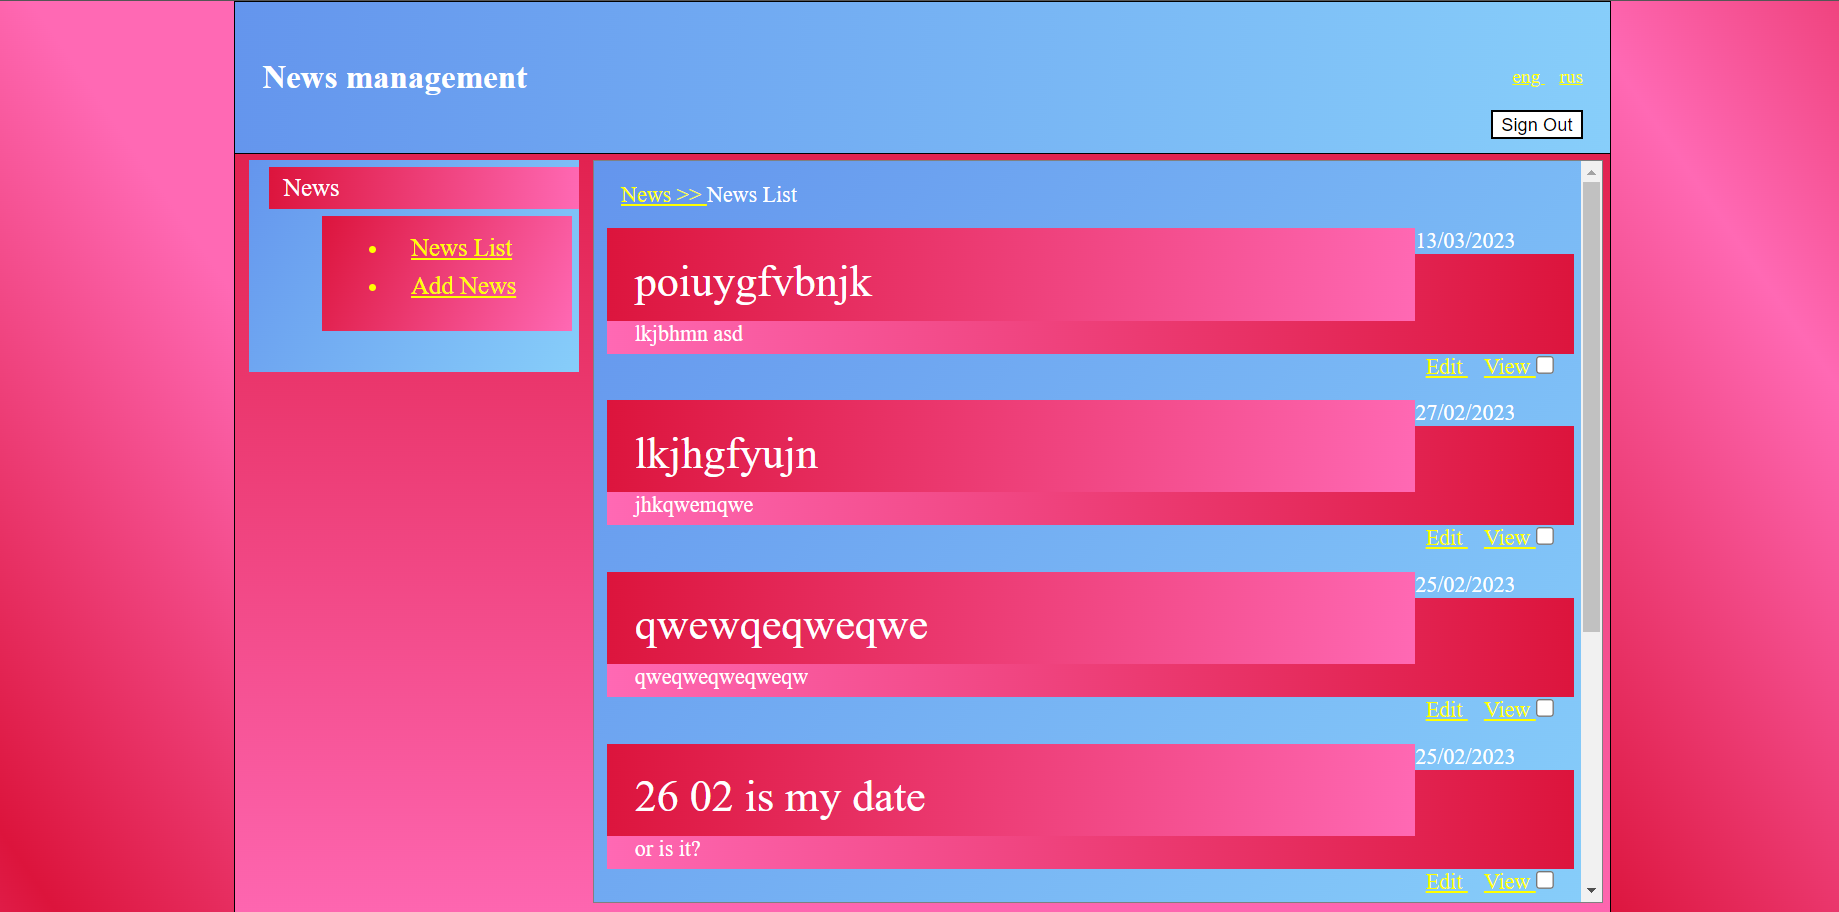 News management
eng rus
Sign Out
News
News List
Add News
News >> News List
poiuygfvbnjk
13/03/2023
lkjbhmn asd
Edit View
lkjhgfyujn
27/02/2023
jhkqwemqwe
Edit View
qwewqeqweqwe
25/02/2023
qweqweqweqweqw
Edit View
26 02 is my date
25/02/2023
or is it?
Edit View